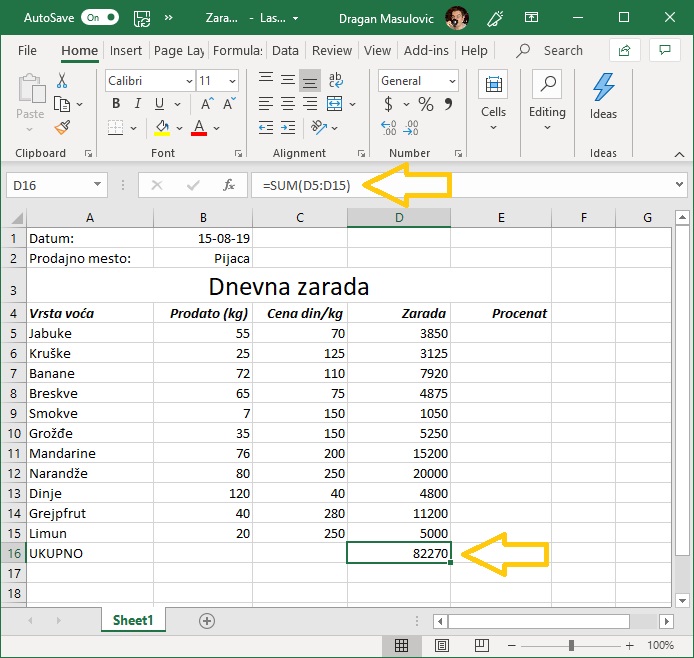 AutoSave On Zara... - Las... Dragan Masulovic
File Home Insert Page Lay Formula: Data Review View Add-ins Help Search
Calibri 11 ab General
Paste B I U A A $ % 9 Cells Editing Ideas
A .00 .00
Clipboard Font Alignment Number Ideas
D16 fx =SUM(D5:D15)
A B C D E F G
1 Datum: 15-08-19
2 Prodajno mesto: Pijaca
3 Dnevna zarada
4 Vrsta voća Prodato (kg) Cena din/kg Zarada Procenat
5 Jabuke 55 70 3850
6 Kruške 25 125 3125
7 Banane 72 110 7920
8 Breskve 65 75 4875
9 Smokve 7 150 1050
10 Grožđe 35 150 5250
11 Mandarine 76 200 15200
12 Narandže 80 250 20000
13 Dinje 120 40 4800
14 Grejpfrut 40 280 11200
15 Limun 20 250 5000
16 UKUPNO 82270
17
18
Sheet1
100%